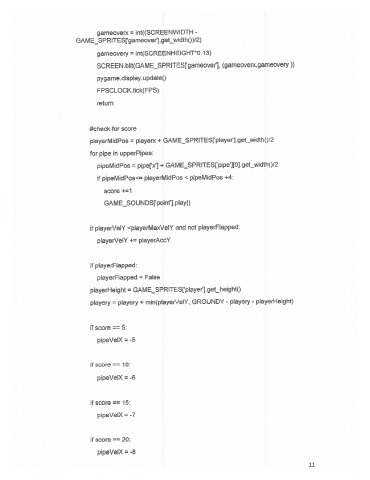 gameoverx = int((SCREENWIDTH -
GAME_SPRITES['gameover'].get_width())/2)
gameovery = int(SCREENHEIGHT*0.13)
SCREEN.blit(GAME_SPRITES['gameover'], (gameoverx,gameovery ))
pygame.display.update()
FPSCLOCK.tick(FPS)
return
#check for score
playerMidPos = playerx + GAME_SPRITES['player'].get_width()/2
for pipe in upperPipes:
pipeMidPos = pipe['x'] + GAME_SPRITES['pipe'][0].get_width()/2
if pipeMidPos<= playerMidPos < pipeMidPos +4:
score +=1
GAME_SOUNDS['point'].play()
if playerVelY <playerMaxVelY and not playerFlapped:
playerVelY += playerAccY
if playerFlapped:
playerFlapped = False
playerHeight = GAME_SPRITES['player'].get_height()
playery = playery + min(playerVelY, GROUNDY - playery - playerHeight)
if score == 5:
pipeVelX = -5
if score == 10:
pipeVelX = -6
if score == 15:
pipeVelX = -7
if score == 20:
pipeVelX = -8
11